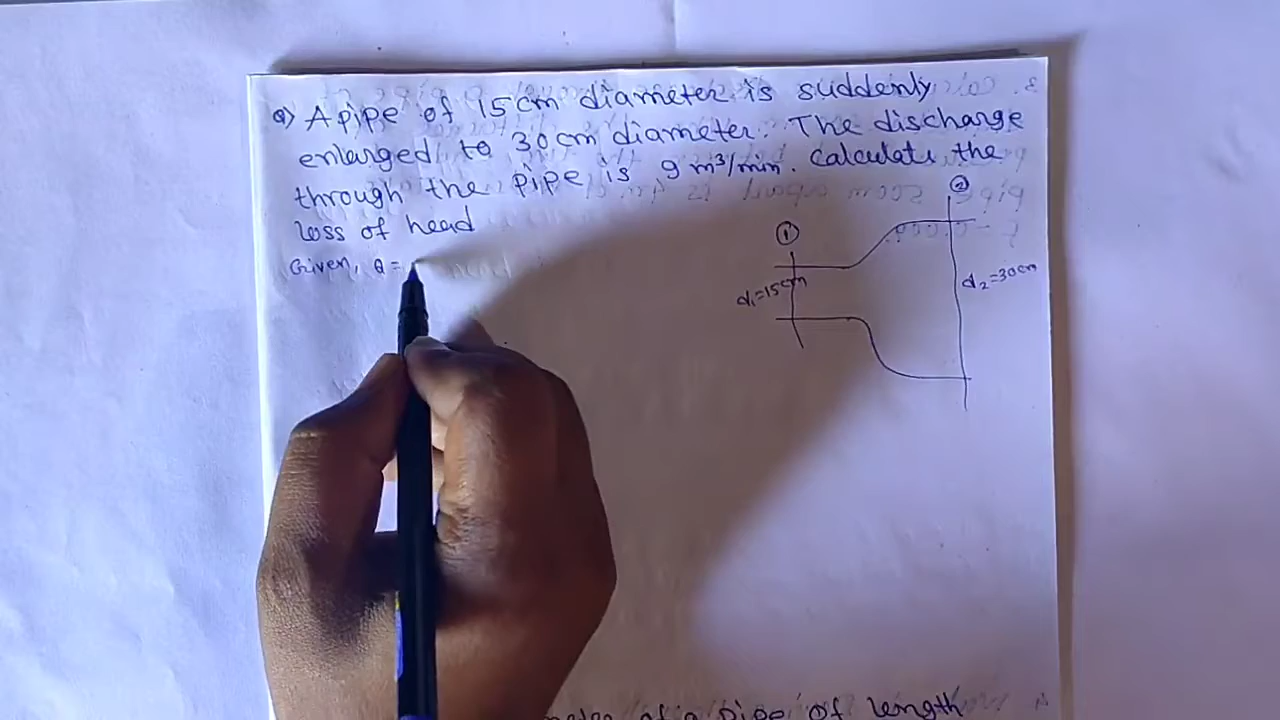 Q) A pipe of 15cm diameter is suddenly
enlarged to 30cm diameter. The discharge
through the pipe is 9 m³/min. Calculate the
loss of head
Given, Q=
①
②
d₁=15cm
d₂=30cm
of a pipe of length